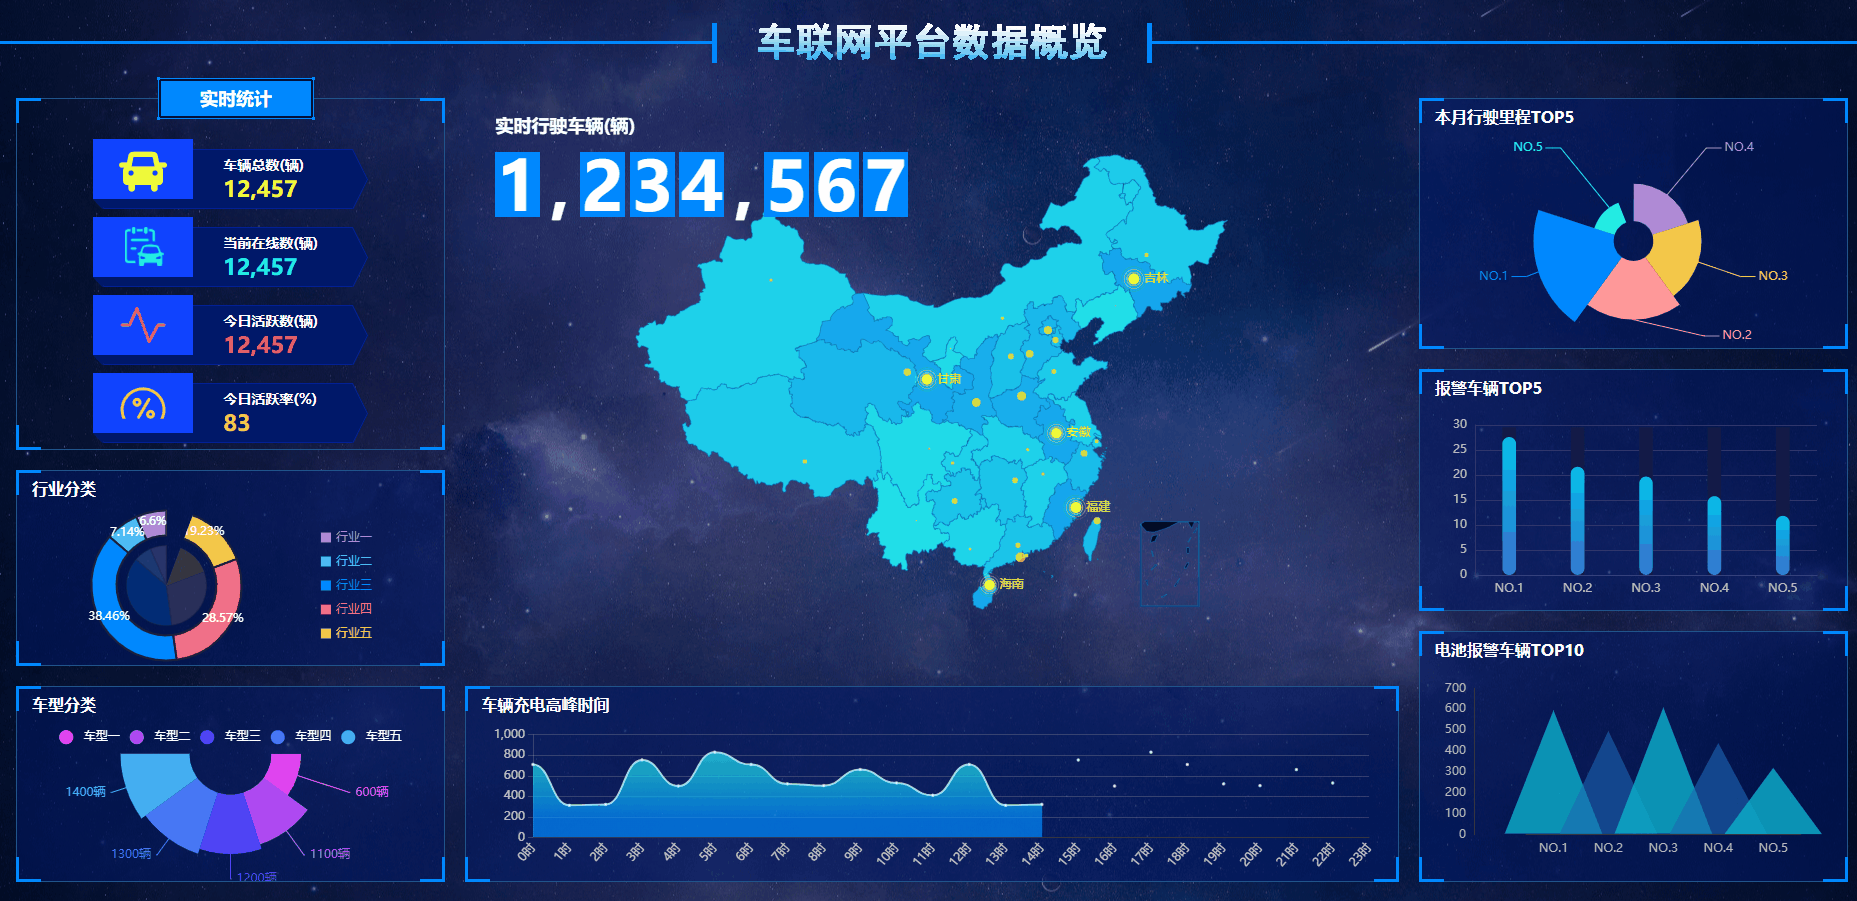 车联网平台数据概览
实时统计
车辆总数(辆)
12,457
当前在线数(辆)
12,457
今日活跃数(辆)
12,457
今日活跃率(%)
83
行业分类
6.6%
7.14%
9.23%
38.46%
28.57%
行业一
行业二
行业三
行业四
行业五
车型分类
车型一 车型二 车型三 车型四 车型五
1400辆
600辆
1300辆
1100辆
1200辆
实时行驶车辆(辆)
1,234,567
吉林
甘肃
安徽
福建
海南
车辆充电高峰时间
1,000
800
600
400
200
0
0时 1时 2时 3时 4时 5时 6时 7时 8时 9时 10时 11时 12时 13时 14时 15时 16时 17时 18时 19时 20时 21时 22时 23时
本月行驶里程TOP5
NO.5
NO.4
NO.1
NO.3
NO.2
报警车辆TOP5
30
25
20
15
10
5
0
NO.1 NO.2 NO.3 NO.4 NO.5
电池报警车辆TOP10
700
600
500
400
300
200
100
0
NO.1 NO.2 NO.3 NO.4 NO.5